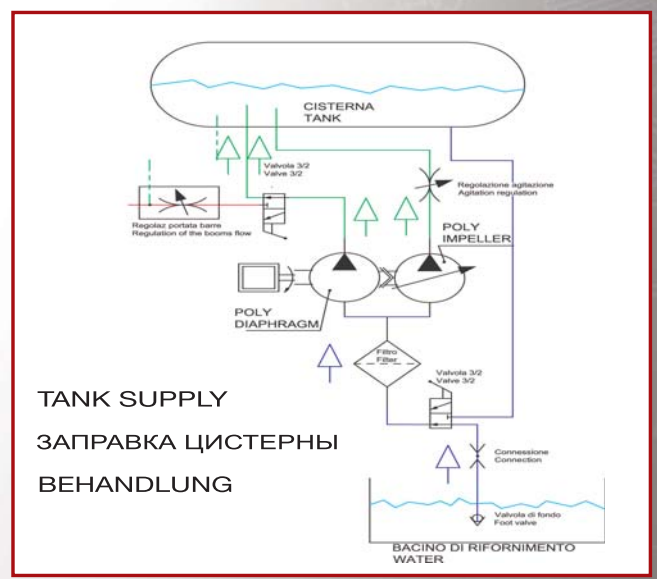 CISTERNA
TANK
Valvola 3/2
Valve 3/2
Regolazione agitazione
Agitation regulation
Regolaz portata barre
Regulation of the booms flow
POLY
IMPELLER
POLY
DIAPHRAGM
Filtro
Filter
Valvola 3/2
Valve 3/2
TANK SUPPLY
ЗАПРАВКА ЦИСТЕРНЫ
BEHANDLUNG
Connessione
Connection
Valvola di fondo
Foot valve
BACINO DI RIFORNIMENTO
WATER